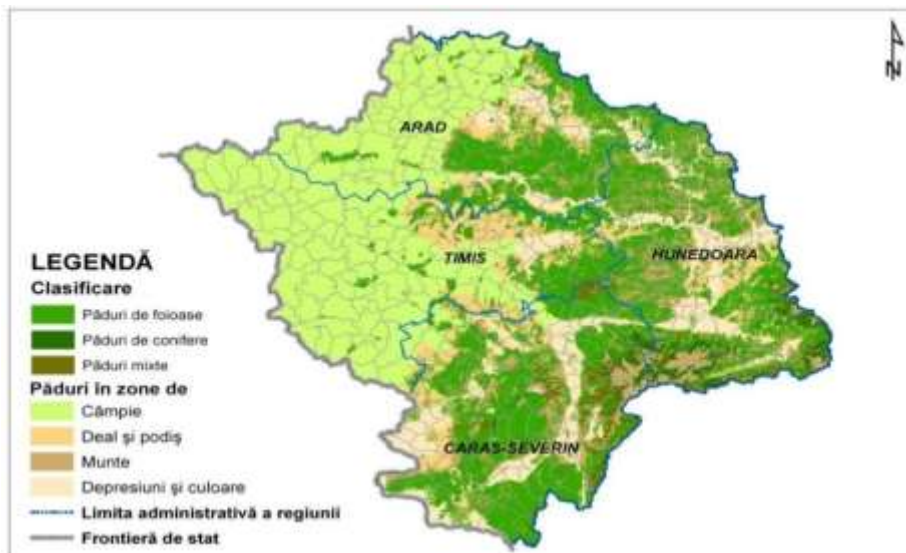 ARAD
TIMIS
HUNEDOARA
CARAS-SEVERIN
LEGENDĂ
Clasificare
Păduri de foioase
Păduri de conifere
Păduri mixte
Păduri în zone de
Câmpie
Deal și podiș
Munte
Depresiuni și culoare
Limita administrativă a regiunii
Frontieră de stat